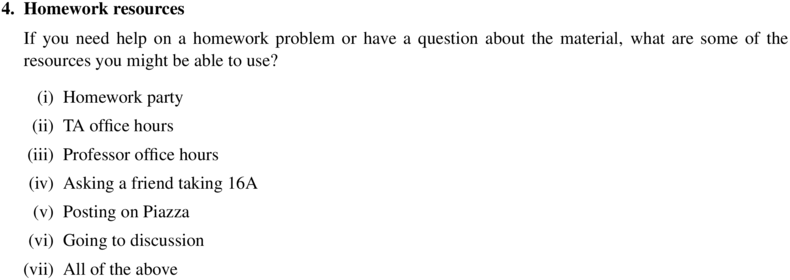 4. Homework resources
If you need help on a homework problem or have a question about the material, what are some of the
resources you might be able to use?
(i) Homework party
(ii) TA office hours
(iii) Professor office hours
(iv) Asking a friend taking 16A
(v) Posting on Piazza
(vi) Going to discussion
(vii) All of the above